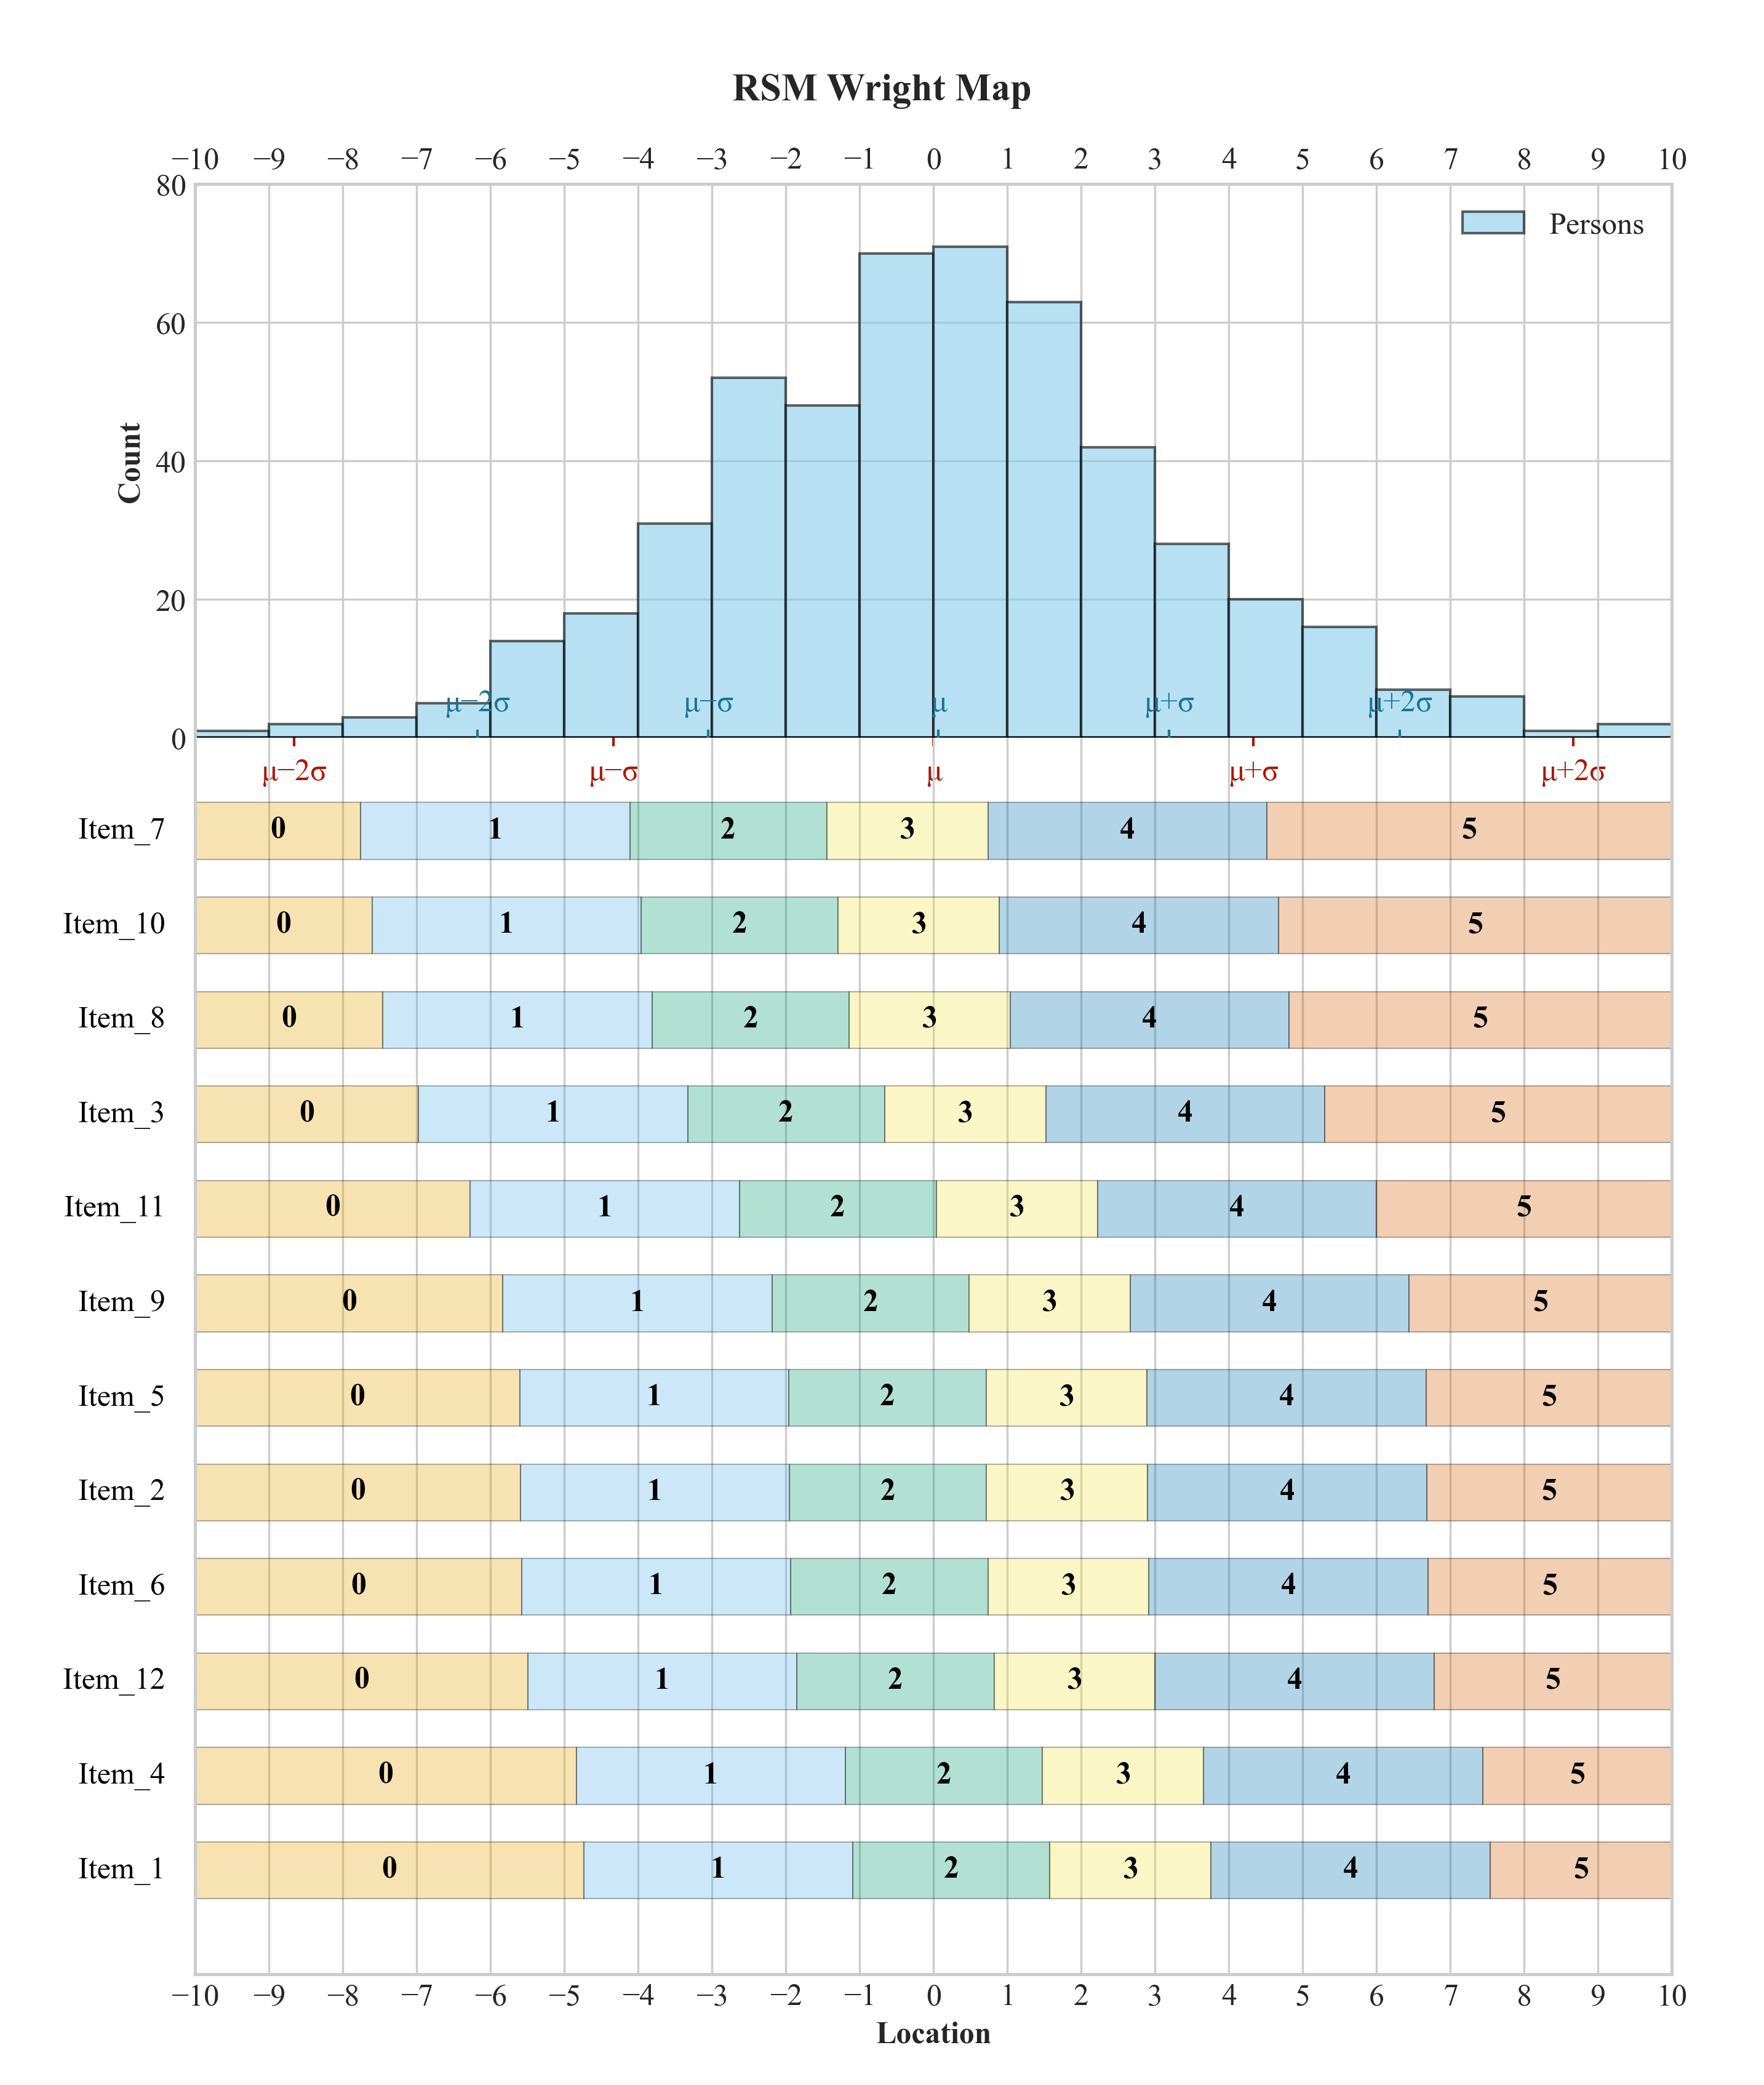 RSM Wright Map
−10 −9 −8 −7 −6 −5 −4 −3 −2 −1 0 1 2 3 4 5 6 7 8 9 10
80
Persons
60
Count
40
20
μ−2σ μ−σ μ μ+σ μ+2σ
0
μ−2σ μ−σ μ μ+σ μ+2σ
Item_7 0 1 2 3 4 5
Item_10 0 1 2 3 4 5
Item_8 0 1 2 3 4 5
Item_3 0 1 2 3 4 5
Item_11 0 1 2 3 4 5
Item_9 0 1 2 3 4 5
Item_5 0 1 2 3 4 5
Item_2 0 1 2 3 4 5
Item_6 0 1 2 3 4 5
Item_12 0 1 2 3 4 5
Item_4 0 1 2 3 4 5
Item_1 0 1 2 3 4 5
−10 −9 −8 −7 −6 −5 −4 −3 −2 −1 0 1 2 3 4 5 6 7 8 9 10
Location